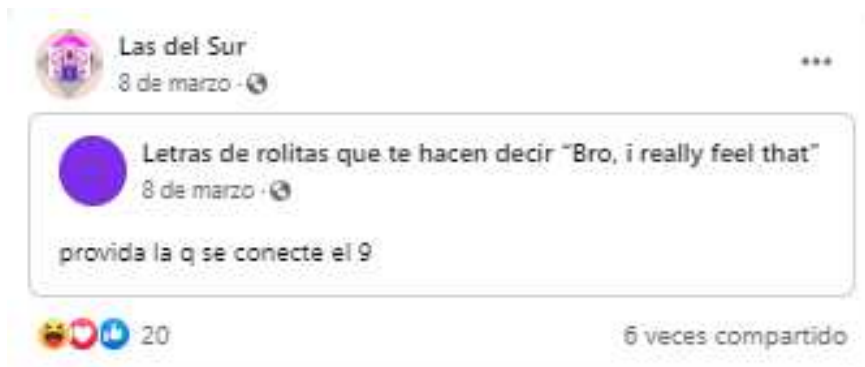 Las del Sur
8 de marzo ·
Letras de rolitas que te hacen decir “Bro, i really feel that”
8 de marzo ·
provida la q se conecte el 9
20
6 veces compartido